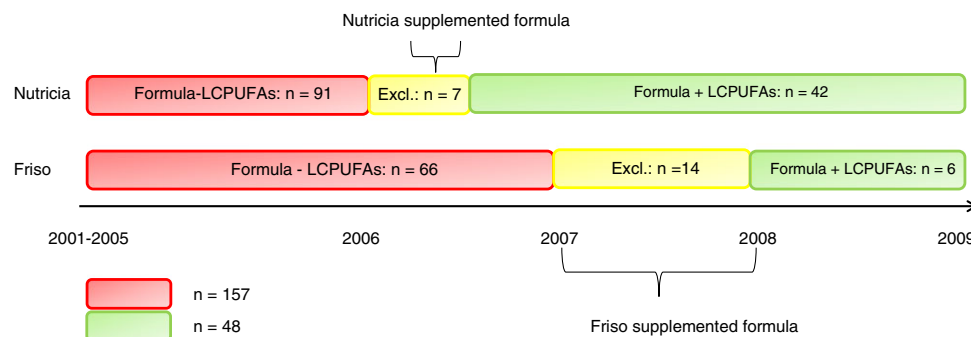 Nutricia supplemented formula
Nutricia
Formula-LCPUFAs: n = 91
Excl.: n = 7
Formula + LCPUFAs: n = 42
Friso
Formula - LCPUFAs: n = 66
Excl.: n =14
Formula + LCPUFAs: n = 6
2001-2005
2006
2007
2008
2009
n = 157
n = 48
Friso supplemented formula